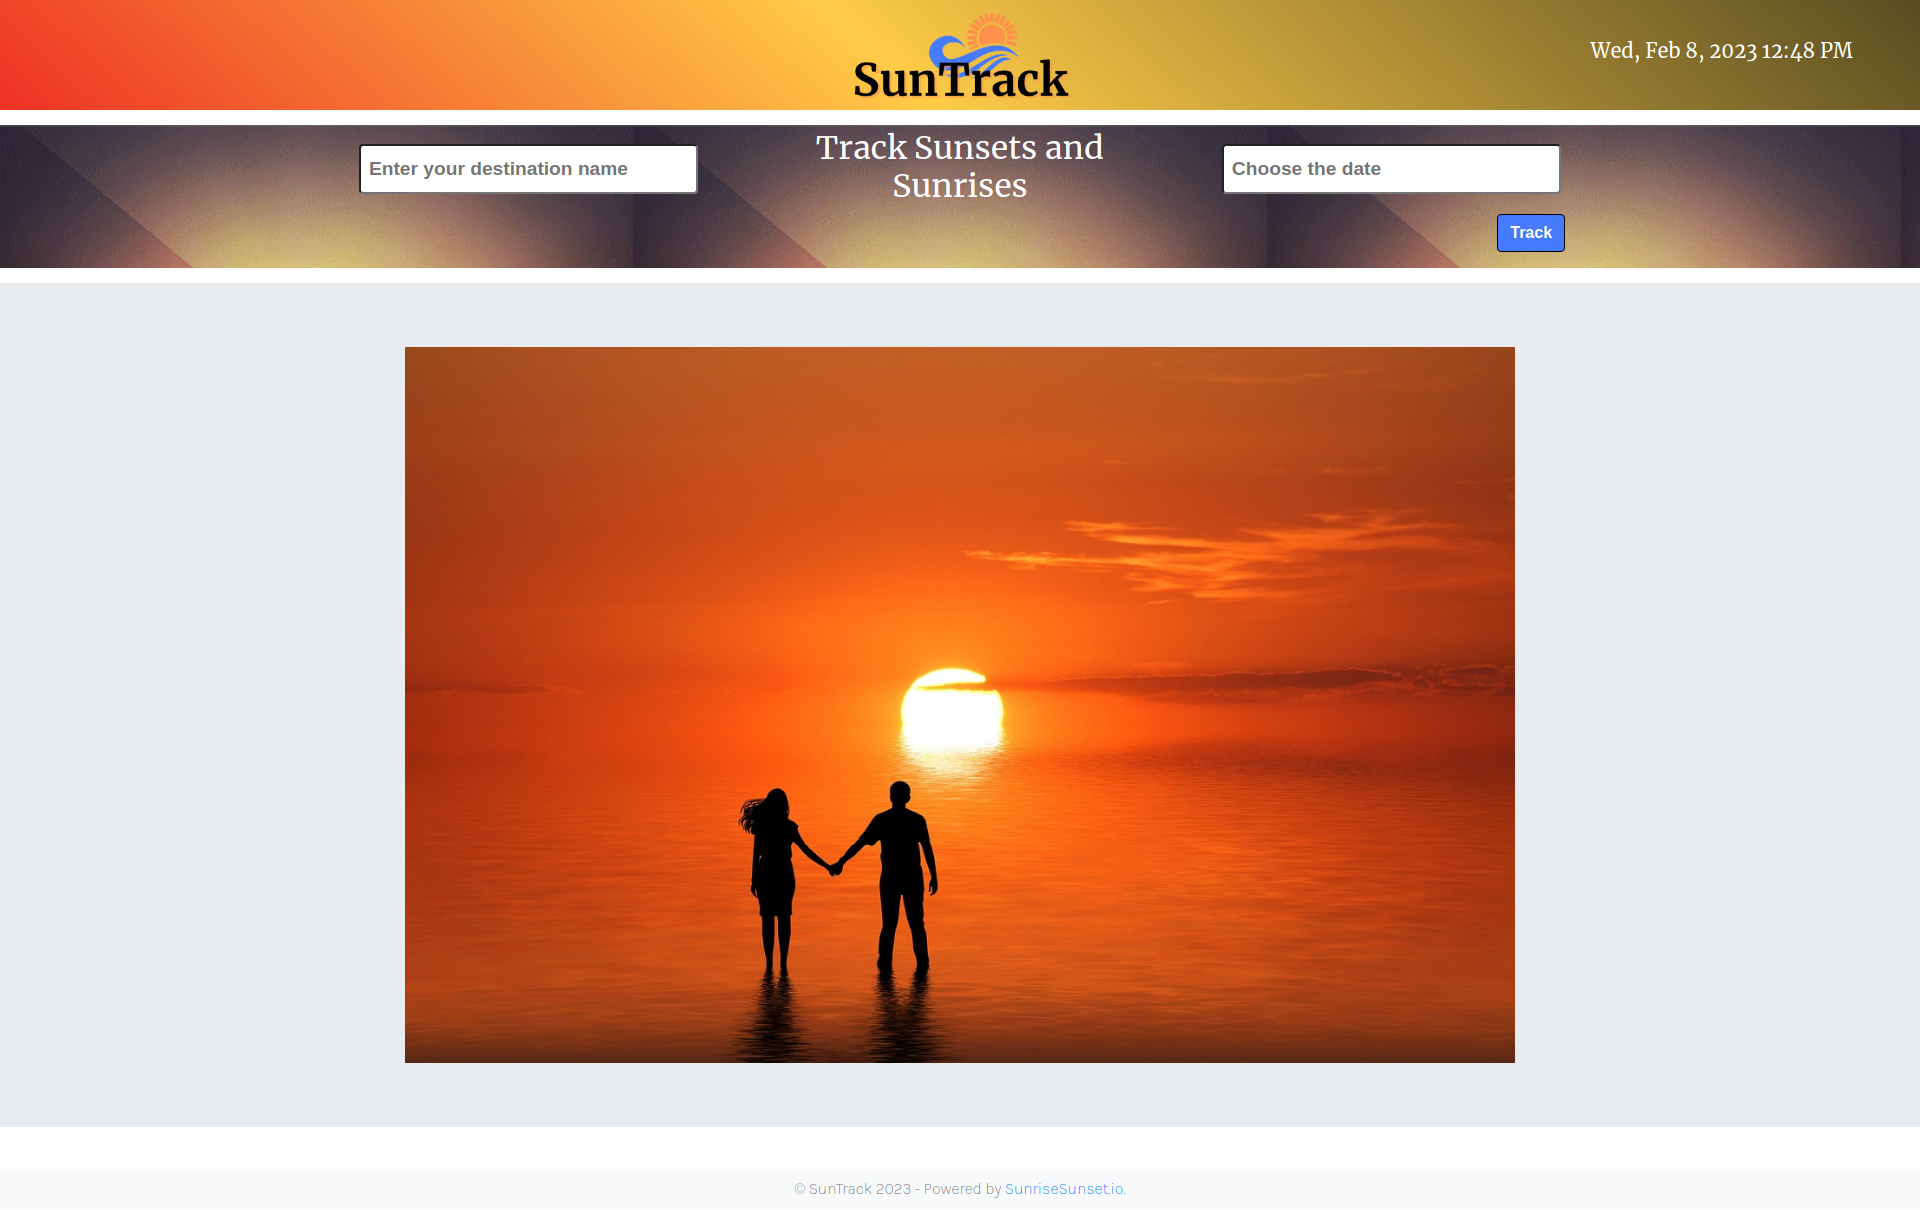 SunTrack
Wed, Feb 8, 2023 12:48 PM
Enter your destination name
Track Sunsets and
Sunrises
Choose the date
Track
© SunTrack 2023 - Powered by SunriseSunset.io.